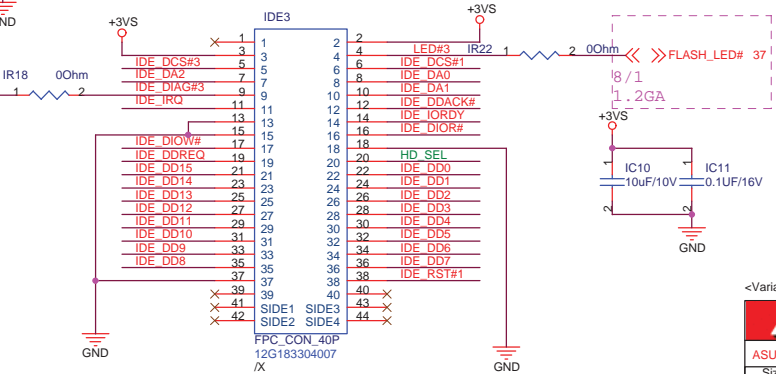 ND
+3VS
IDE3
+3VS
1 1 2 2
3 3 4 4 LED#3 IR22 1 2 0Ohm FLASH_LED# 37
IDE_DCS#3 5 5 6 6 IDE_DCS#1
IR18 0Ohm IDE_DA2 7 7 8 8 IDE_DA0 8/1
1 2 IDE_DIAG#3 9 9 10 10 IDE_DA1 1.2GA
IDE_IRQ 11 11 12 12 IDE_DDACK#
13 13 14 14 IDE_IORDY +3VS
15 15 16 16 IDE_DIOR#
IDE_DIOW# 17 17 18 18
IDE_DDREQ 19 19 20 20 HD_SEL 1 1
IDE_DD15 21 21 22 22 IDE_DD0 IC10 IC11
IDE_DD14 23 23 24 24 IDE_DD1 10uF/10V 0.1UF/16V
IDE_DD13 25 25 26 26 IDE_DD2
IDE_DD12 27 27 28 28 IDE_DD3 2 2
IDE_DD11 29 29 30 30 IDE_DD4
IDE_DD10 31 31 32 32 IDE_DD5 GND
IDE_DD9 33 33 34 34 IDE_DD6
IDE_DD8 35 35 36 36 IDE_DD7
37 37 38 38 IDE_RST#1
39 39 40 40 <Varia
41 SIDE1 SIDE3 43
42 SIDE2 SIDE4 44
FPC_CON_40P
12G183304007
/X
GND
GND
ASU